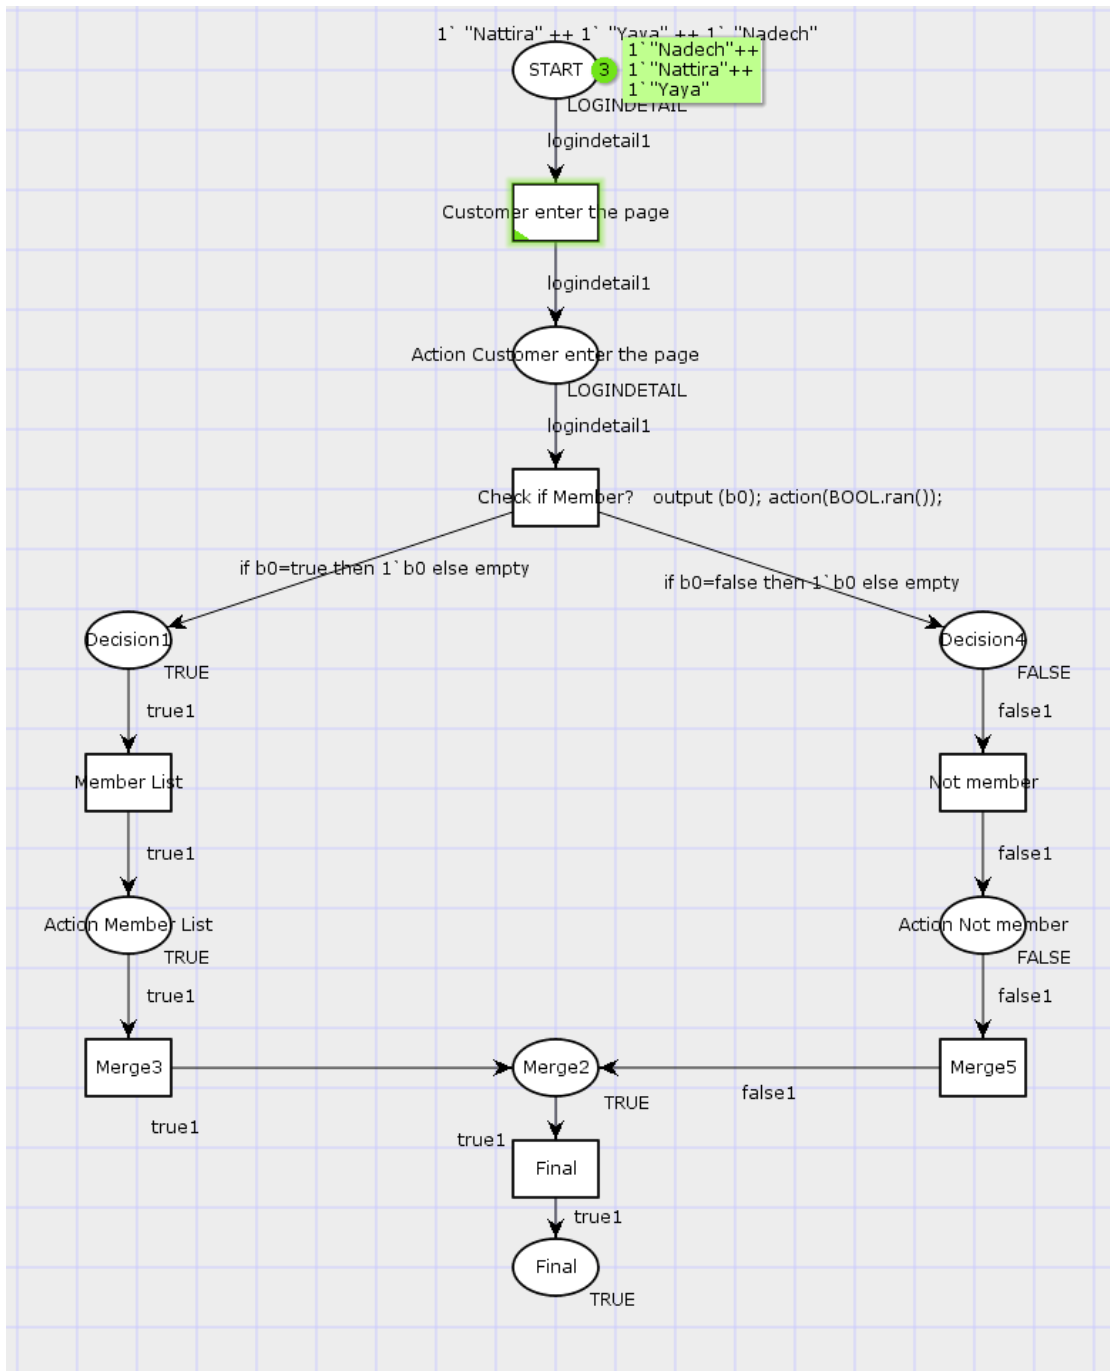 1` "Nattira" ++ 1` "Yaya" ++ 1` "Nadech"
START
3
1`"Nadech"++
1`"Nattira"++
1`"Yaya"
LOGINDETAIL
logindetail1
Customer enter the page
logindetail1
Action Customer enter the page
LOGINDETAIL
logindetail1
Check if Member?
output (b0); action(BOOL.ran());
if b0=true then 1`b0 else empty
if b0=false then 1`b0 else empty
Decision1
Decision4
TRUE
FALSE
true1
false1
Member List
Not member
true1
false1
Action Member List
Action Not member
TRUE
FALSE
true1
false1
Merge3
Merge2
Merge5
false1
TRUE
true1
true1
Final
true1
Final
TRUE